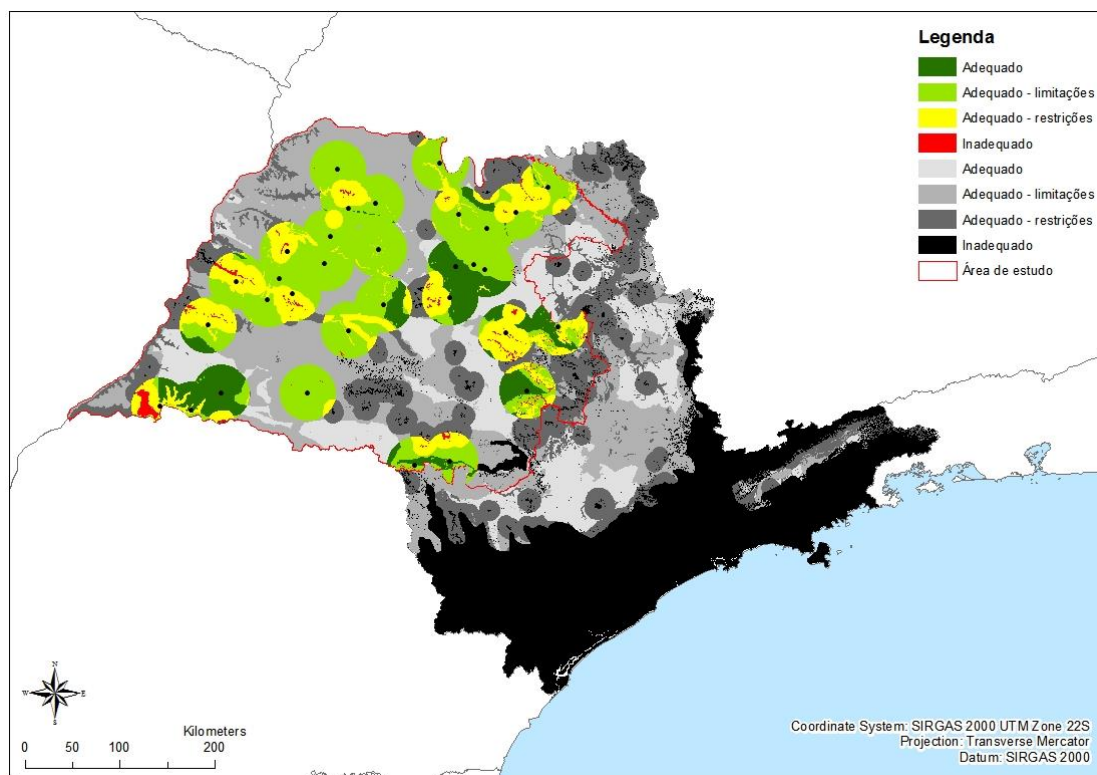 Legenda
Adequado
Adequado - limitações
Adequado - restrições
Inadequado
Adequado
Adequado - limitações
Adequado - restrições
Inadequado
Área de estudo
N
W
E
S
Kilometers
0 50 100 200
Coordinate System: SIRGAS 2000 UTM Zone 22S
Projection: Transverse Mercator
Datum: SIRGAS 2000